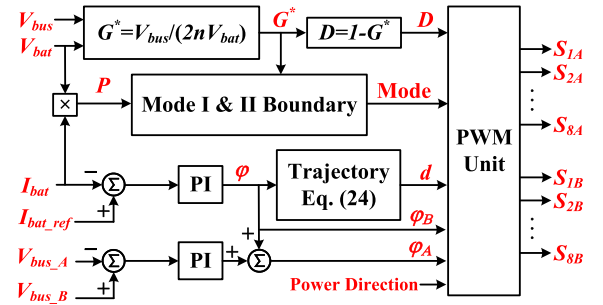 V_bus
V_bat
G^*=V_bus/(2nV_bat)
G^*
D=1-G^*
D
×
P
Mode I & II Boundary
Mode
PWM
Unit
S_1A
S_2A
⋮
S_8A
S_1B
S_2B
⋮
S_8B
I_bat
−
Σ
+
I_bat_ref
PI
φ
Trajectory
Eq. (24)
d
+
φ_B
V_bus_A
−
Σ
+
V_bus_B
PI
+
Σ
φ_A
Power Direction